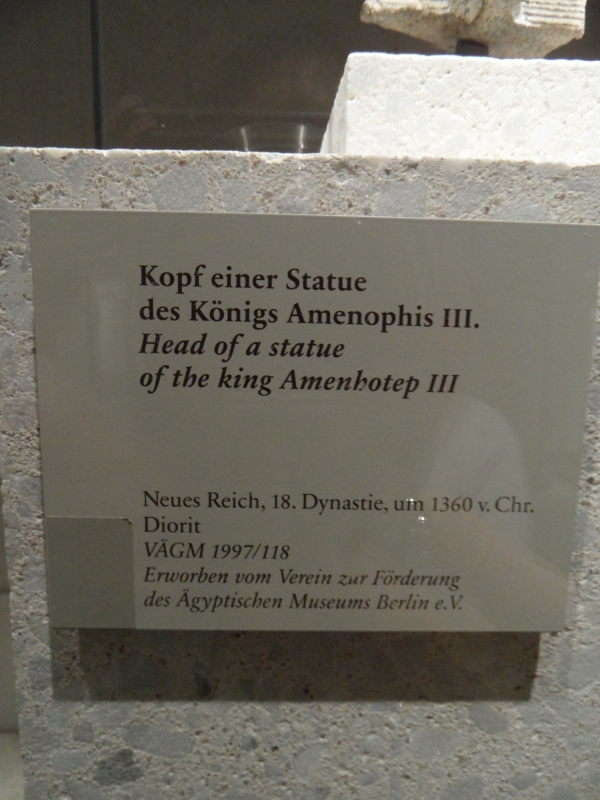 Kopf einer Statue
des Königs Amenophis III.
Head of a statue
of the king Amenhotep III
Neues Reich, 18. Dynastie, um 1360 v. Chr.
Diorit
VÄGM 1997/118
Erworben vom Verein zur Förderung
des Ägyptischen Museums Berlin e.V.